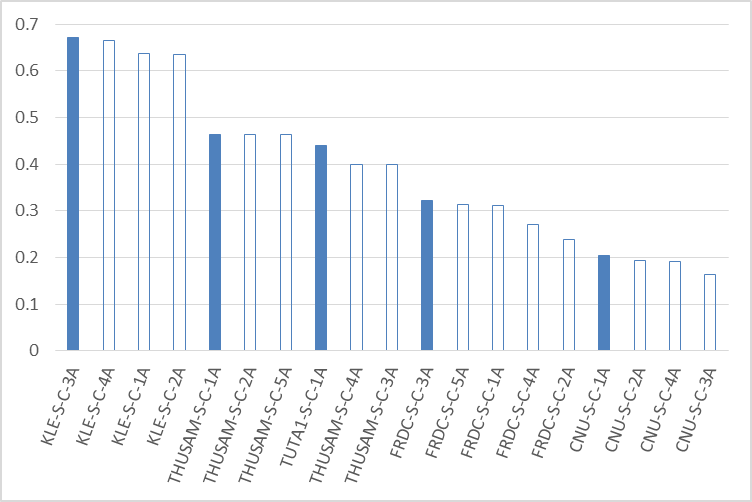 0.7
0.6
0.5
0.4
0.3
0.2
0.1
0
KLE-S-C-3A
KLE-S-C-4A
KLE-S-C-1A
KLE-S-C-2A
THUSAM-S-C-1A
THUSAM-S-C-2A
THUSAM-S-C-5A
TUTA1-S-C-1A
THUSAM-S-C-4A
THUSAM-S-C-3A
FRDC-S-C-3A
FRDC-S-C-5A
FRDC-S-C-1A
FRDC-S-C-4A
FRDC-S-C-2A
CNU-S-C-1A
CNU-S-C-2A
CNU-S-C-4A
CNU-S-C-3A